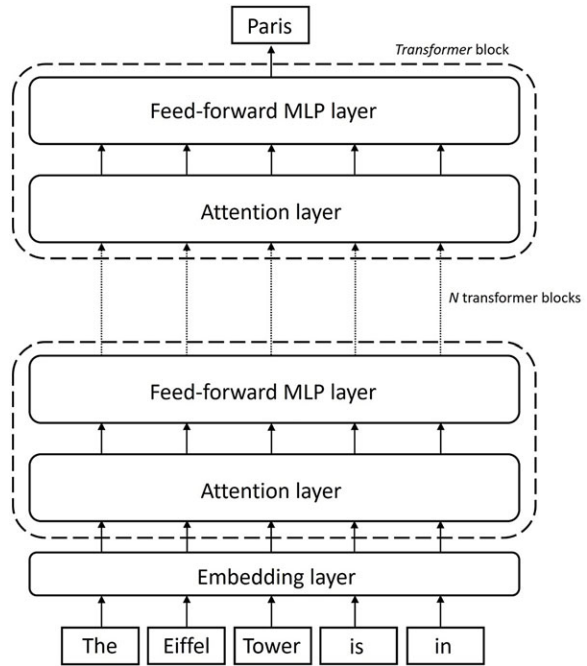 Paris
Transformer block
Feed-forward MLP layer
Attention layer
N transformer blocks
Feed-forward MLP layer
Attention layer
Embedding layer
The Eiffel Tower is in